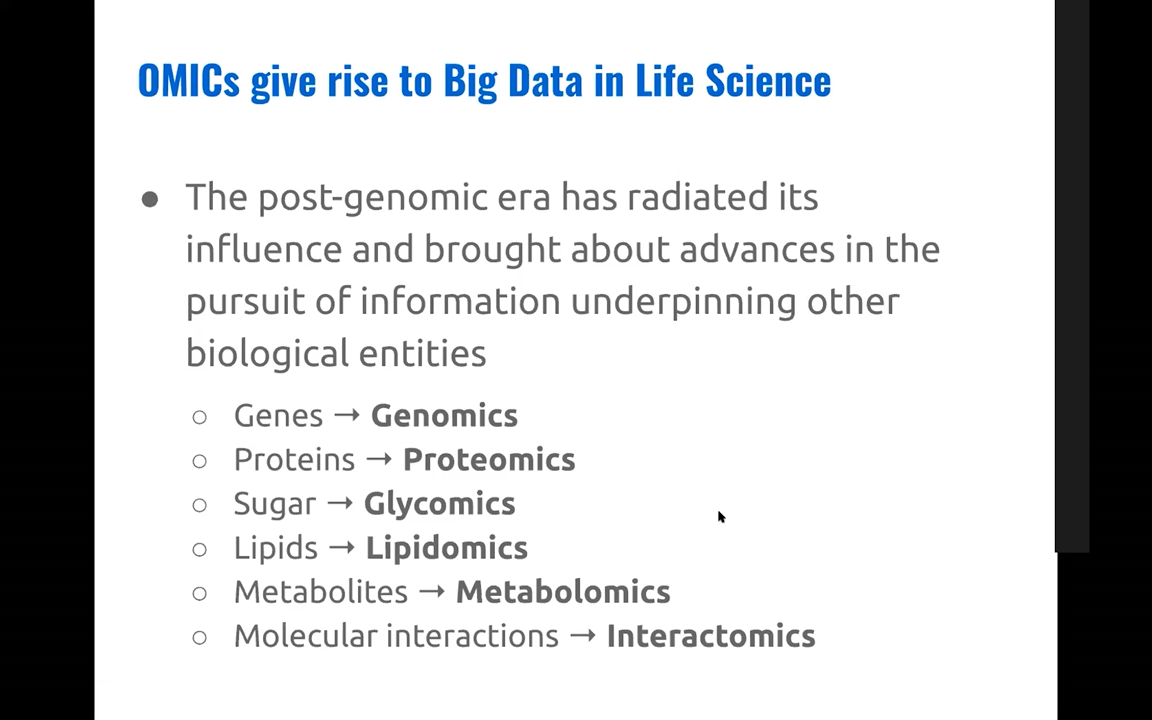 OMICs give rise to Big Data in Life Science
● The post-genomic era has radiated its
influence and brought about advances in the
pursuit of information underpinning other
biological entities
○ Genes → Genomics
○ Proteins → Proteomics
○ Sugar → Glycomics
○ Lipids → Lipidomics
○ Metabolites → Metabolomics
○ Molecular interactions → Interactomics